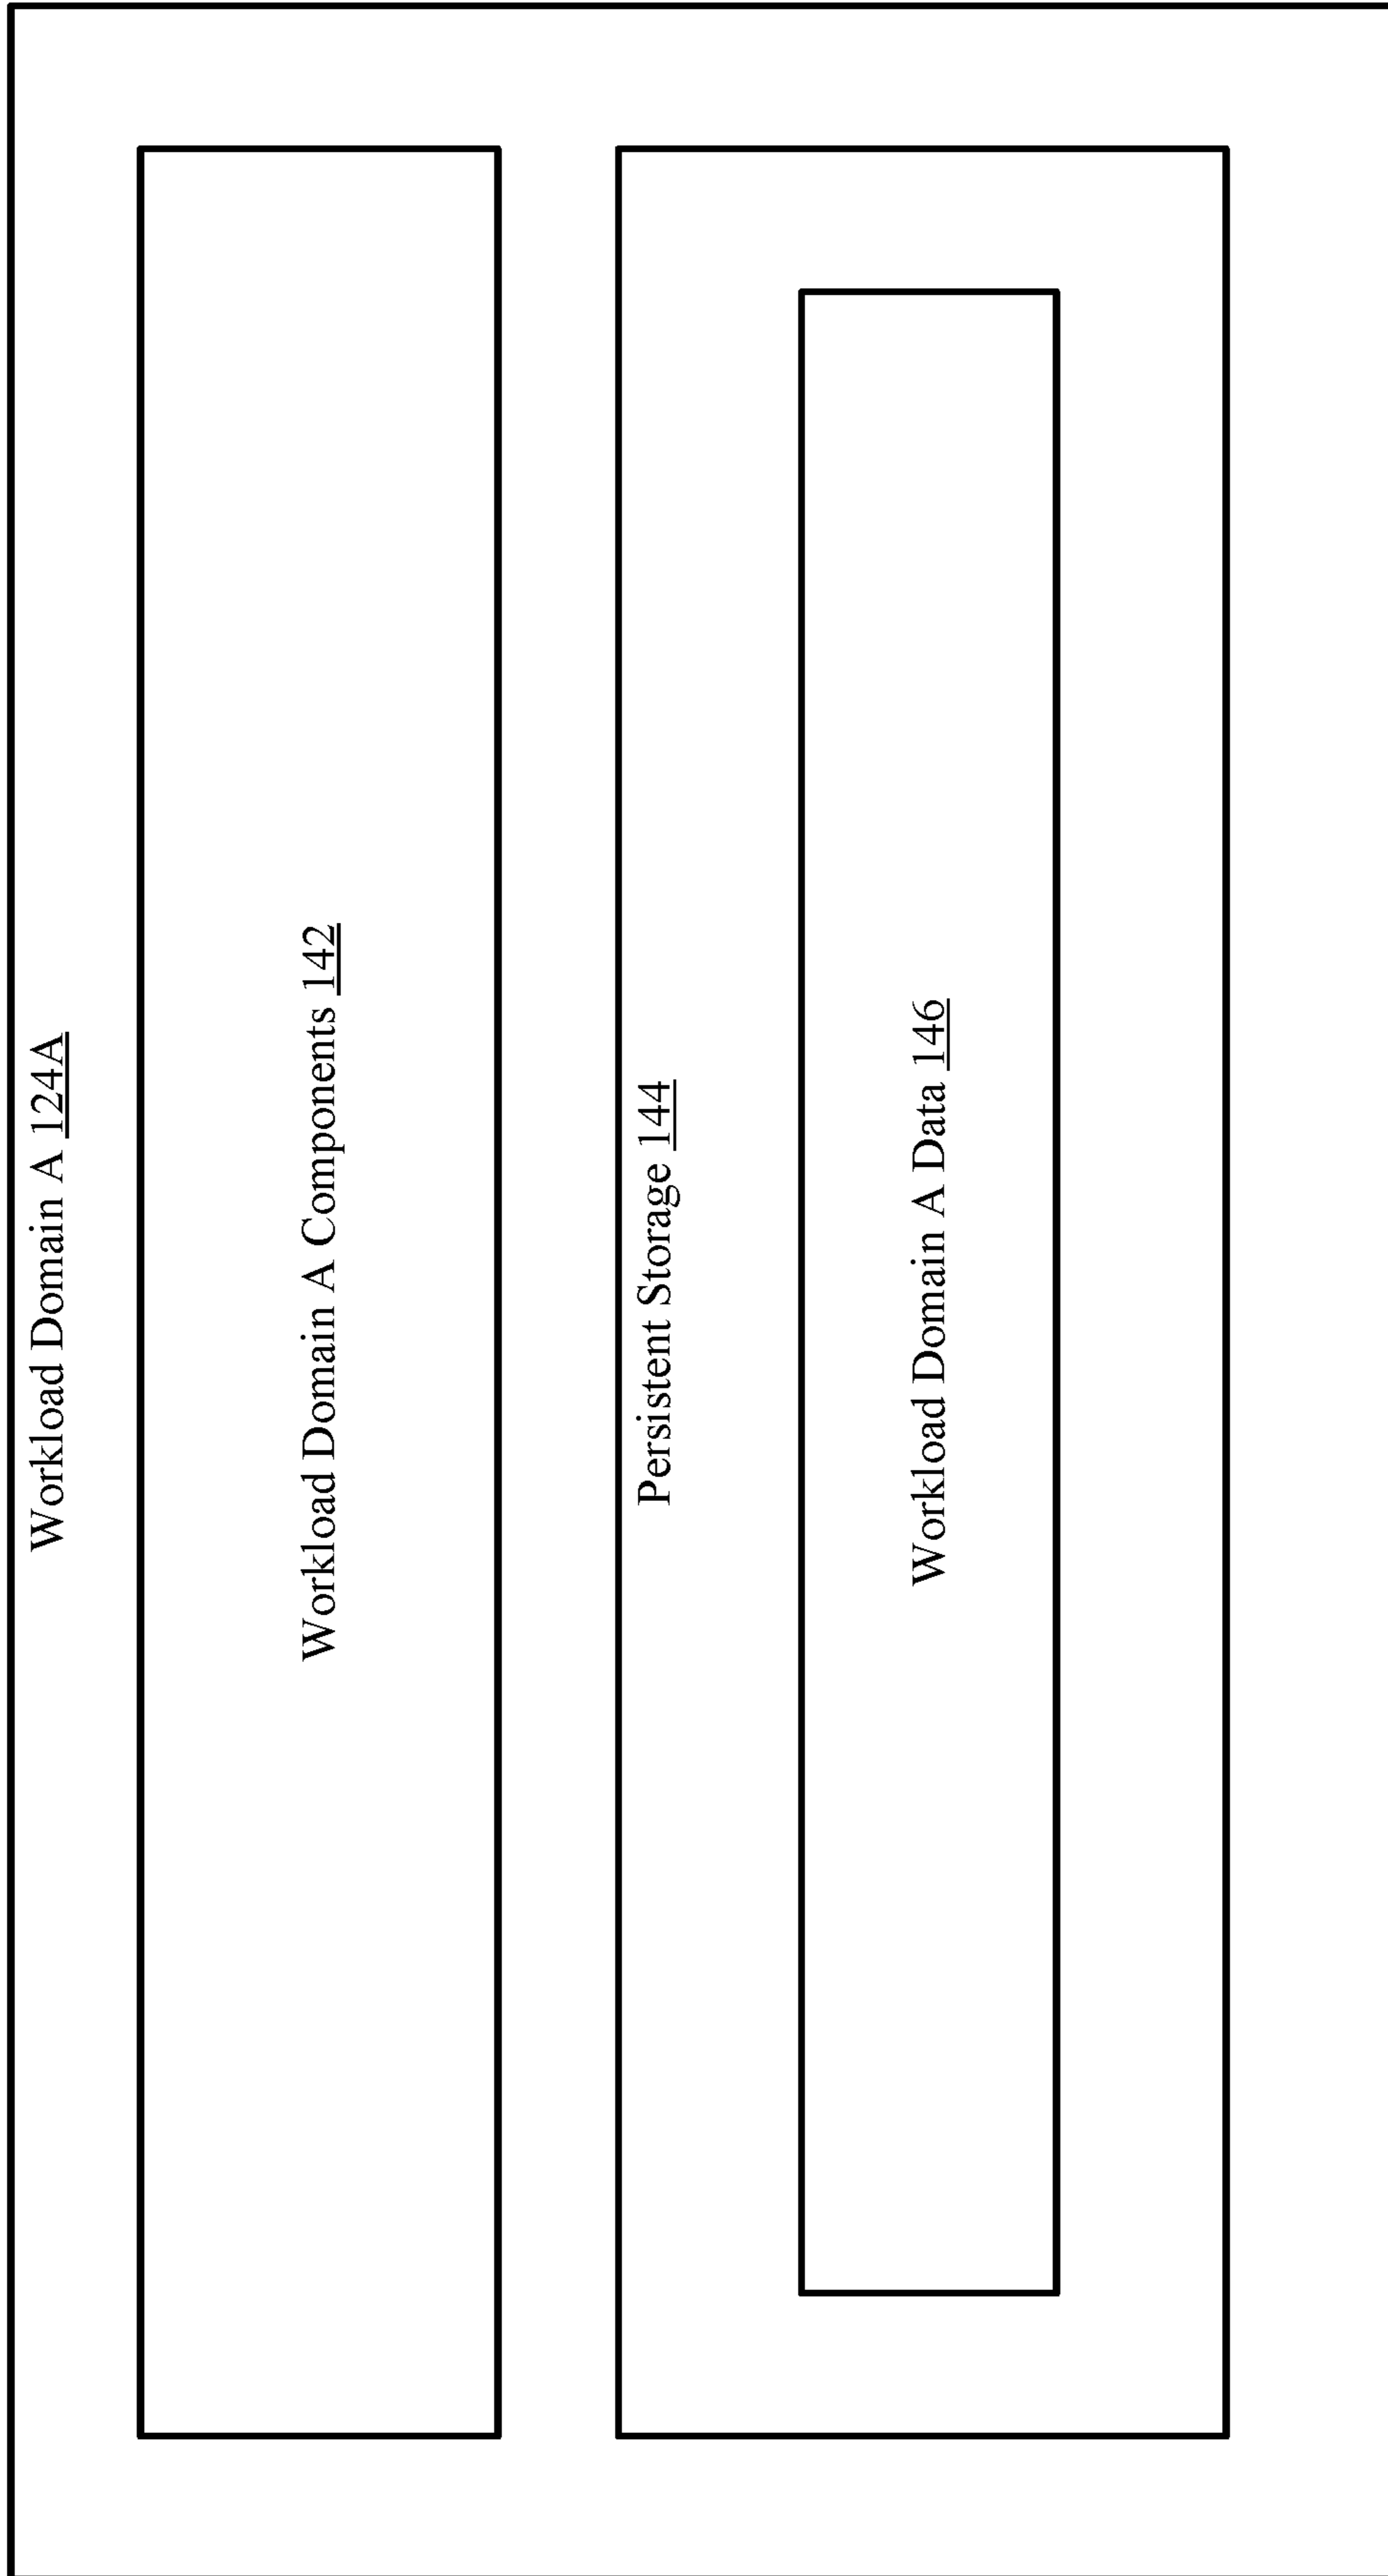 Workload Domain A 124A
Workload Domain A Components 142
Persistent Storage 144
Workload Domain A Data 146